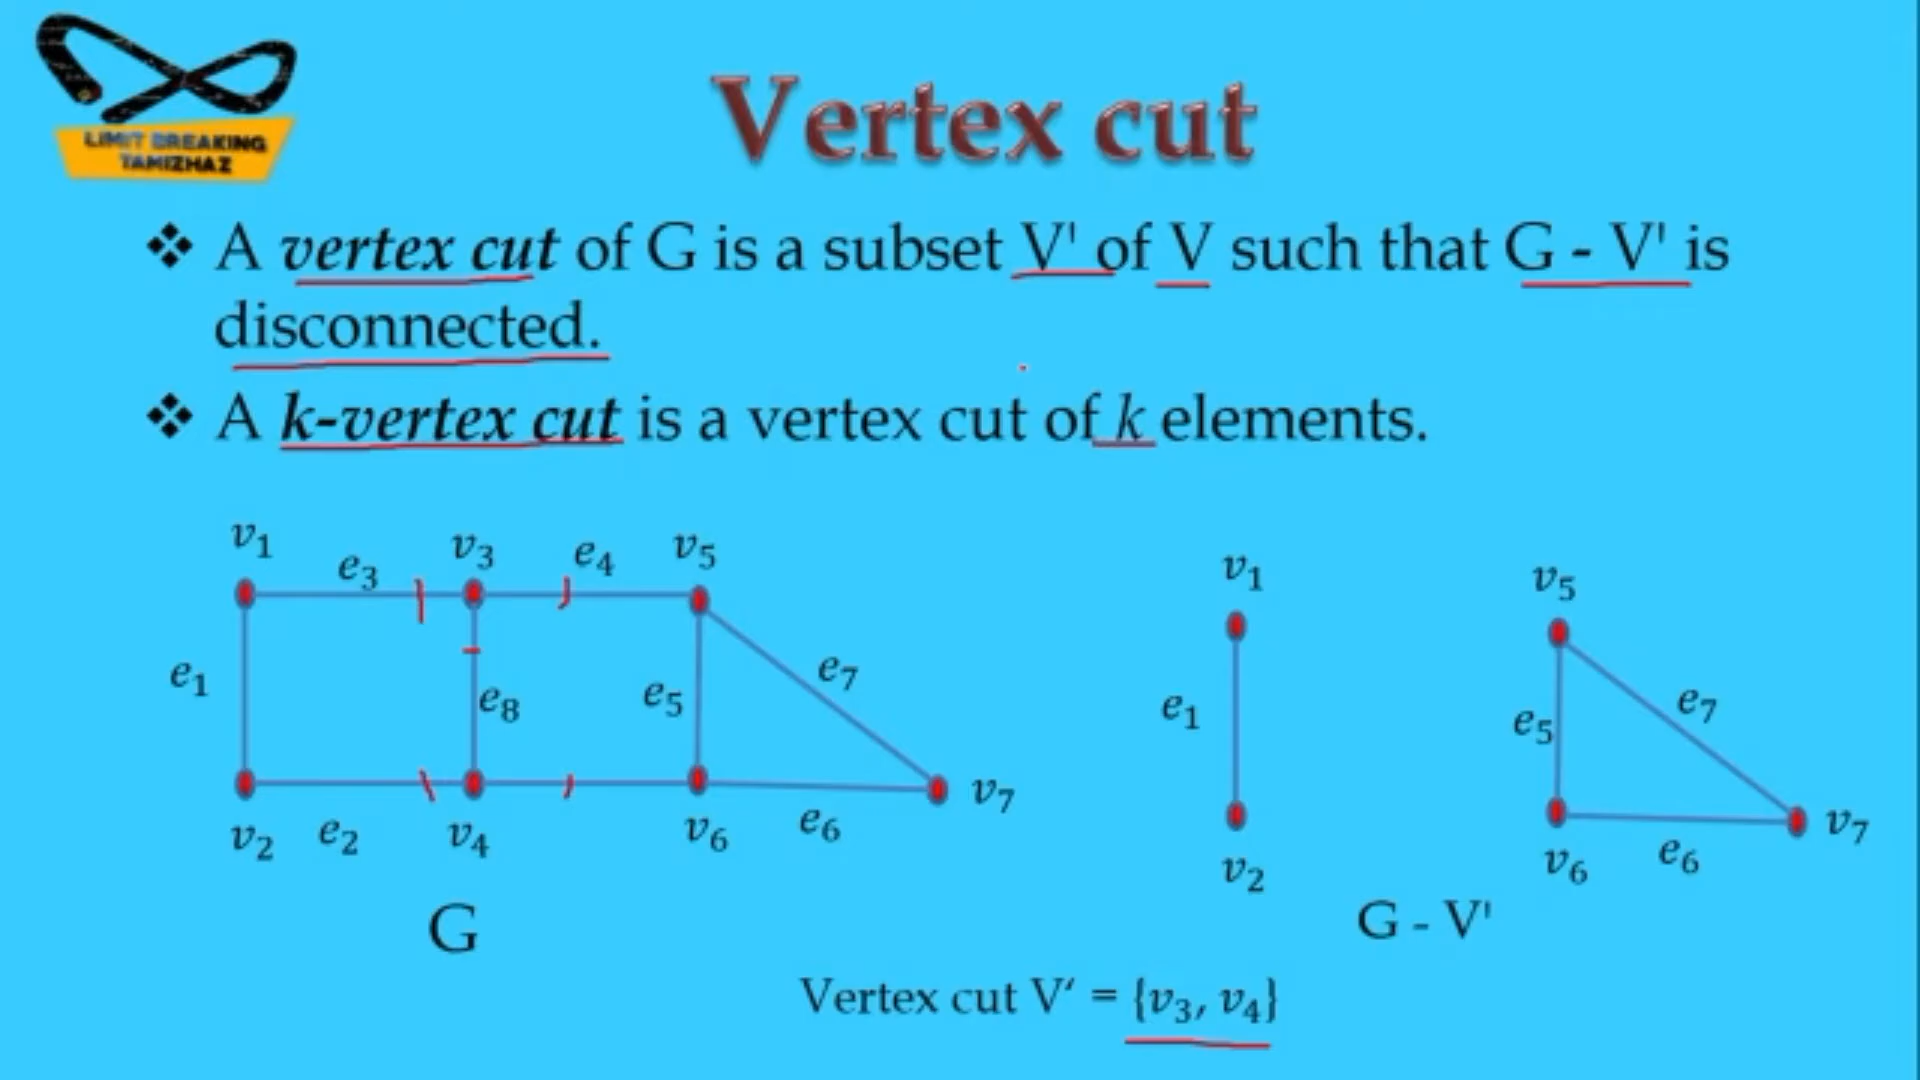 LIMIT BREAKING
TAMIZHAZ
Vertex cut
❖ A vertex cut of G is a subset V' of V such that G - V' is
disconnected.
❖ A k-vertex cut is a vertex cut of k elements.
v₁ e₃ v₃ e₄ v₅
e₁ e₈ e₅ e₇
v₂ e₂ v₄ v₆ e₆ v₇
G
v₁ v₅
e₁ e₅ e₇
v₂ v₆ e₆ v₇
G - V'
Vertex cut V‘ = {v₃, v₄}